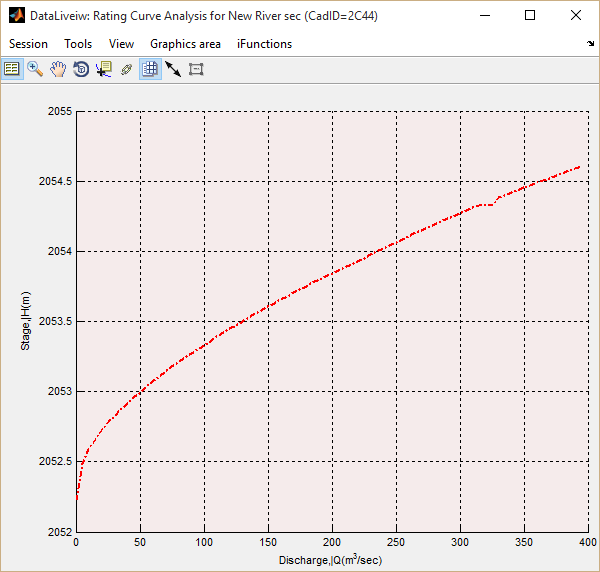 DataLiveiw: Rating Curve Analysis for New River sec (CadID=2C44)
Session Tools View Graphics area iFunctions
2055
2054.5
2054
2053.5
2053
2052.5
2052
Stage,|H(m)
0 50 100 150 200 250 300 350 400
Discharge,|Q(m³/sec)